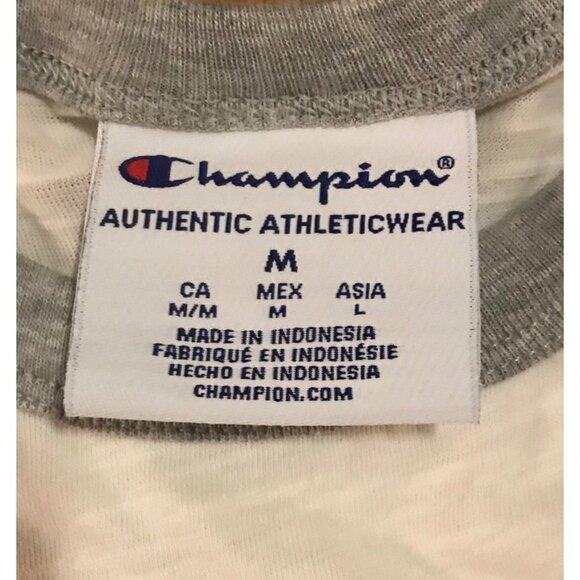 Champion®
AUTHENTIC ATHLETICWEAR
M
CA MEX ASIA
M/M M L
MADE IN INDONESIA
FABRIQUÉ EN INDONÉSIE
HECHO EN INDONESIA
CHAMPION.COM